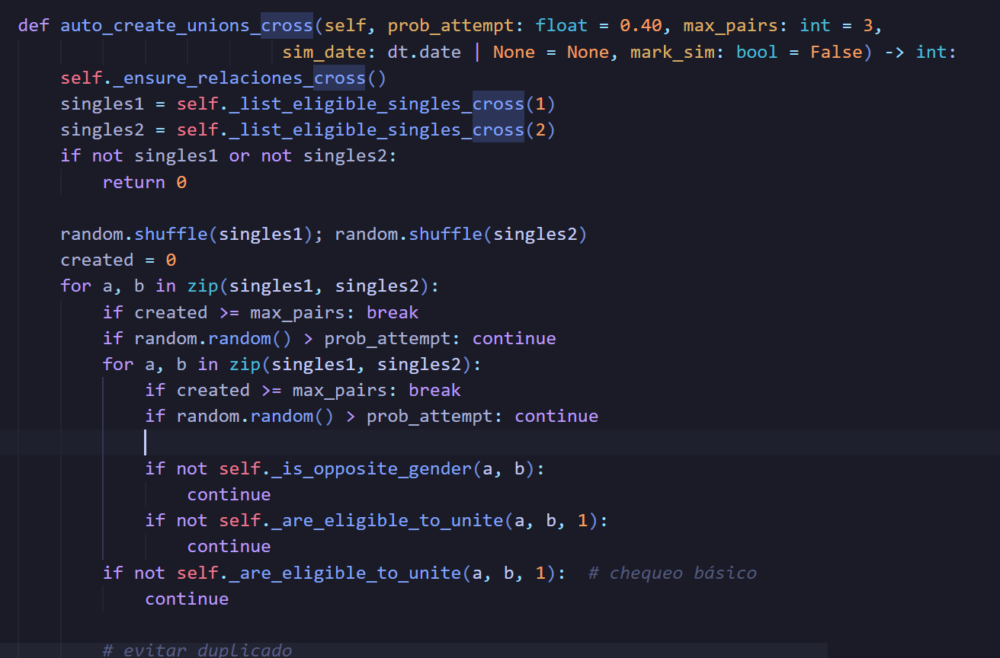 def auto_create_unions_cross(self, prob_attempt: float = 0.40, max_pairs: int = 3,
                         sim_date: dt.date | None = None, mark_sim: bool = False) -> int:
    self._ensure_relaciones_cross()
    singles1 = self._list_eligible_singles_cross(1)
    singles2 = self._list_eligible_singles_cross(2)
    if not singles1 or not singles2:
        return 0

    random.shuffle(singles1); random.shuffle(singles2)
    created = 0
    for a, b in zip(singles1, singles2):
        if created >= max_pairs: break
        if random.random() > prob_attempt: continue
        for a, b in zip(singles1, singles2):
            if created >= max_pairs: break
            if random.random() > prob_attempt: continue

            if not self._is_opposite_gender(a, b):
                continue
            if not self._are_eligible_to_unite(a, b, 1):
                continue
        if not self._are_eligible_to_unite(a, b, 1):  # chequeo básico
            continue

        # evitar duplicado